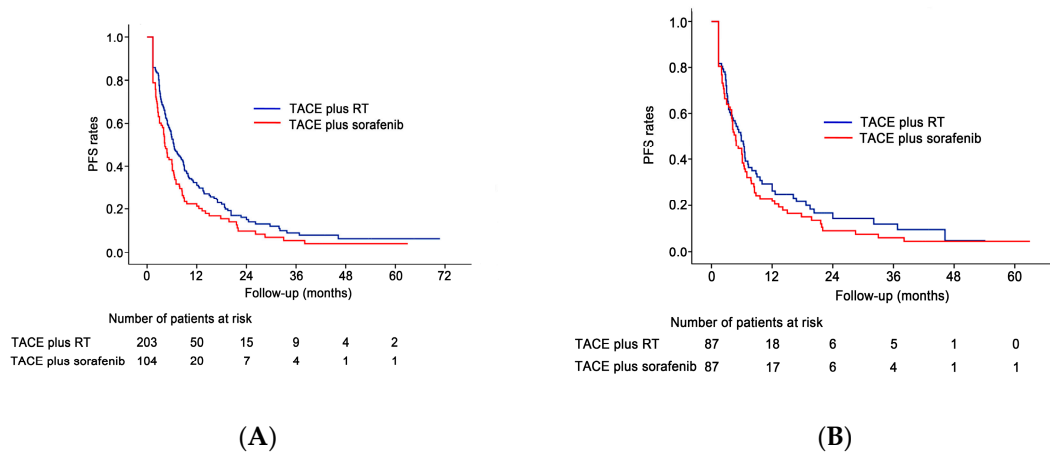 1.0
0.8
0.6
0.4
0.2
0.0
PFS rates
TACE plus RT
TACE plus sorafenib
0 12 24 36 48 60 72
Follow-up (months)
Number of patients at risk
TACE plus RT 203 50 15 9 4 2
TACE plus sorafenib 104 20 7 4 1 1
(A)
1.0
0.8
0.6
0.4
0.2
0.0
PFS rates
TACE plus RT
TACE plus sorafenib
0 12 24 36 48 60
Follow-up (months)
Number of patients at risk
TACE plus RT 87 18 6 5 1 0
TACE plus sorafenib 87 17 6 4 1 1
(B)